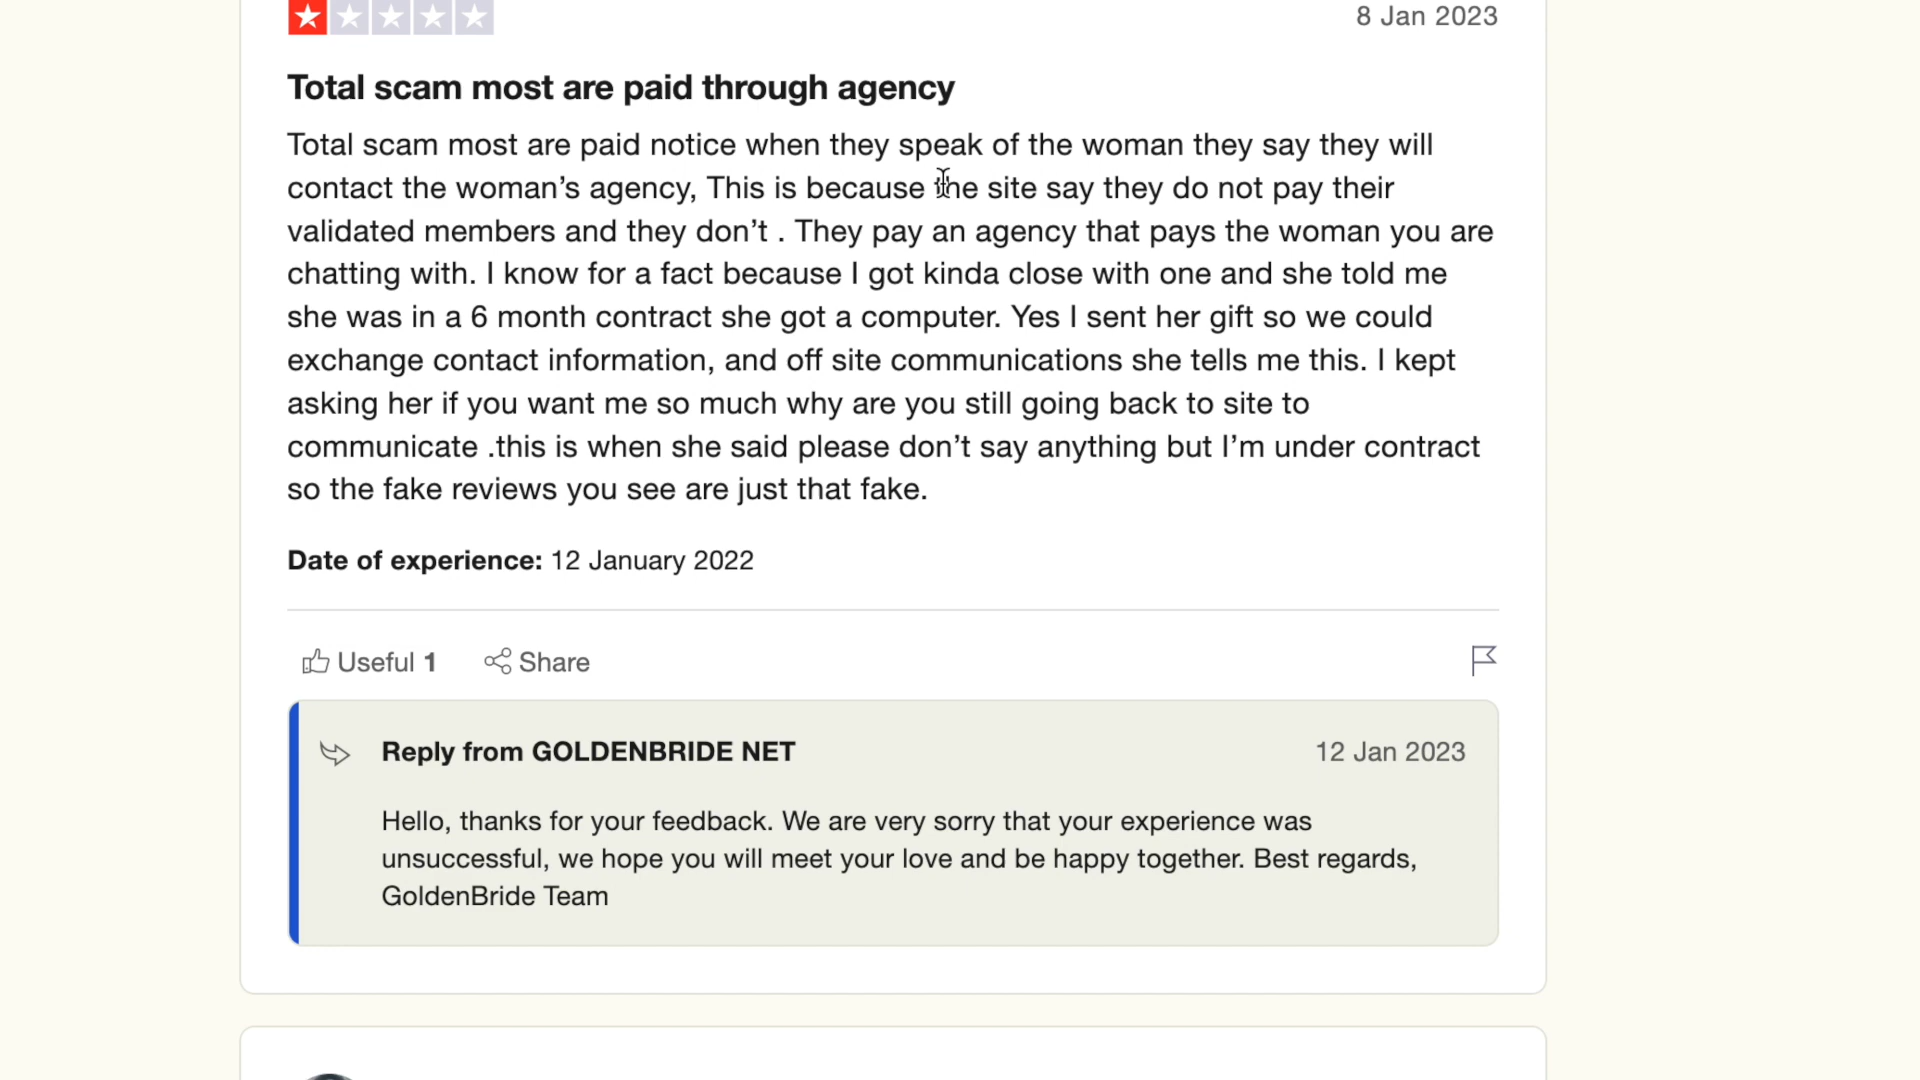 8 Jan 2023
Total scam most are paid through agency
Total scam most are paid notice when they speak of the woman they say they will
contact the woman’s agency, This is because the site say they do not pay their
validated members and they don’t . They pay an agency that pays the woman you are
chatting with. I know for a fact because I got kinda close with one and she told me
she was in a 6 month contract she got a computer. Yes I sent her gift so we could
exchange contact information, and off site communications she tells me this. I kept
asking her if you want me so much why are you still going back to site to
communicate .this is when she said please don’t say anything but I’m under contract
so the fake reviews you see are just that fake.
Date of experience: 12 January 2022
Useful 1 Share
Reply from GOLDENBRIDE NET 12 Jan 2023
Hello, thanks for your feedback. We are very sorry that your experience was
unsuccessful, we hope you will meet your love and be happy together. Best regards,
GoldenBride Team